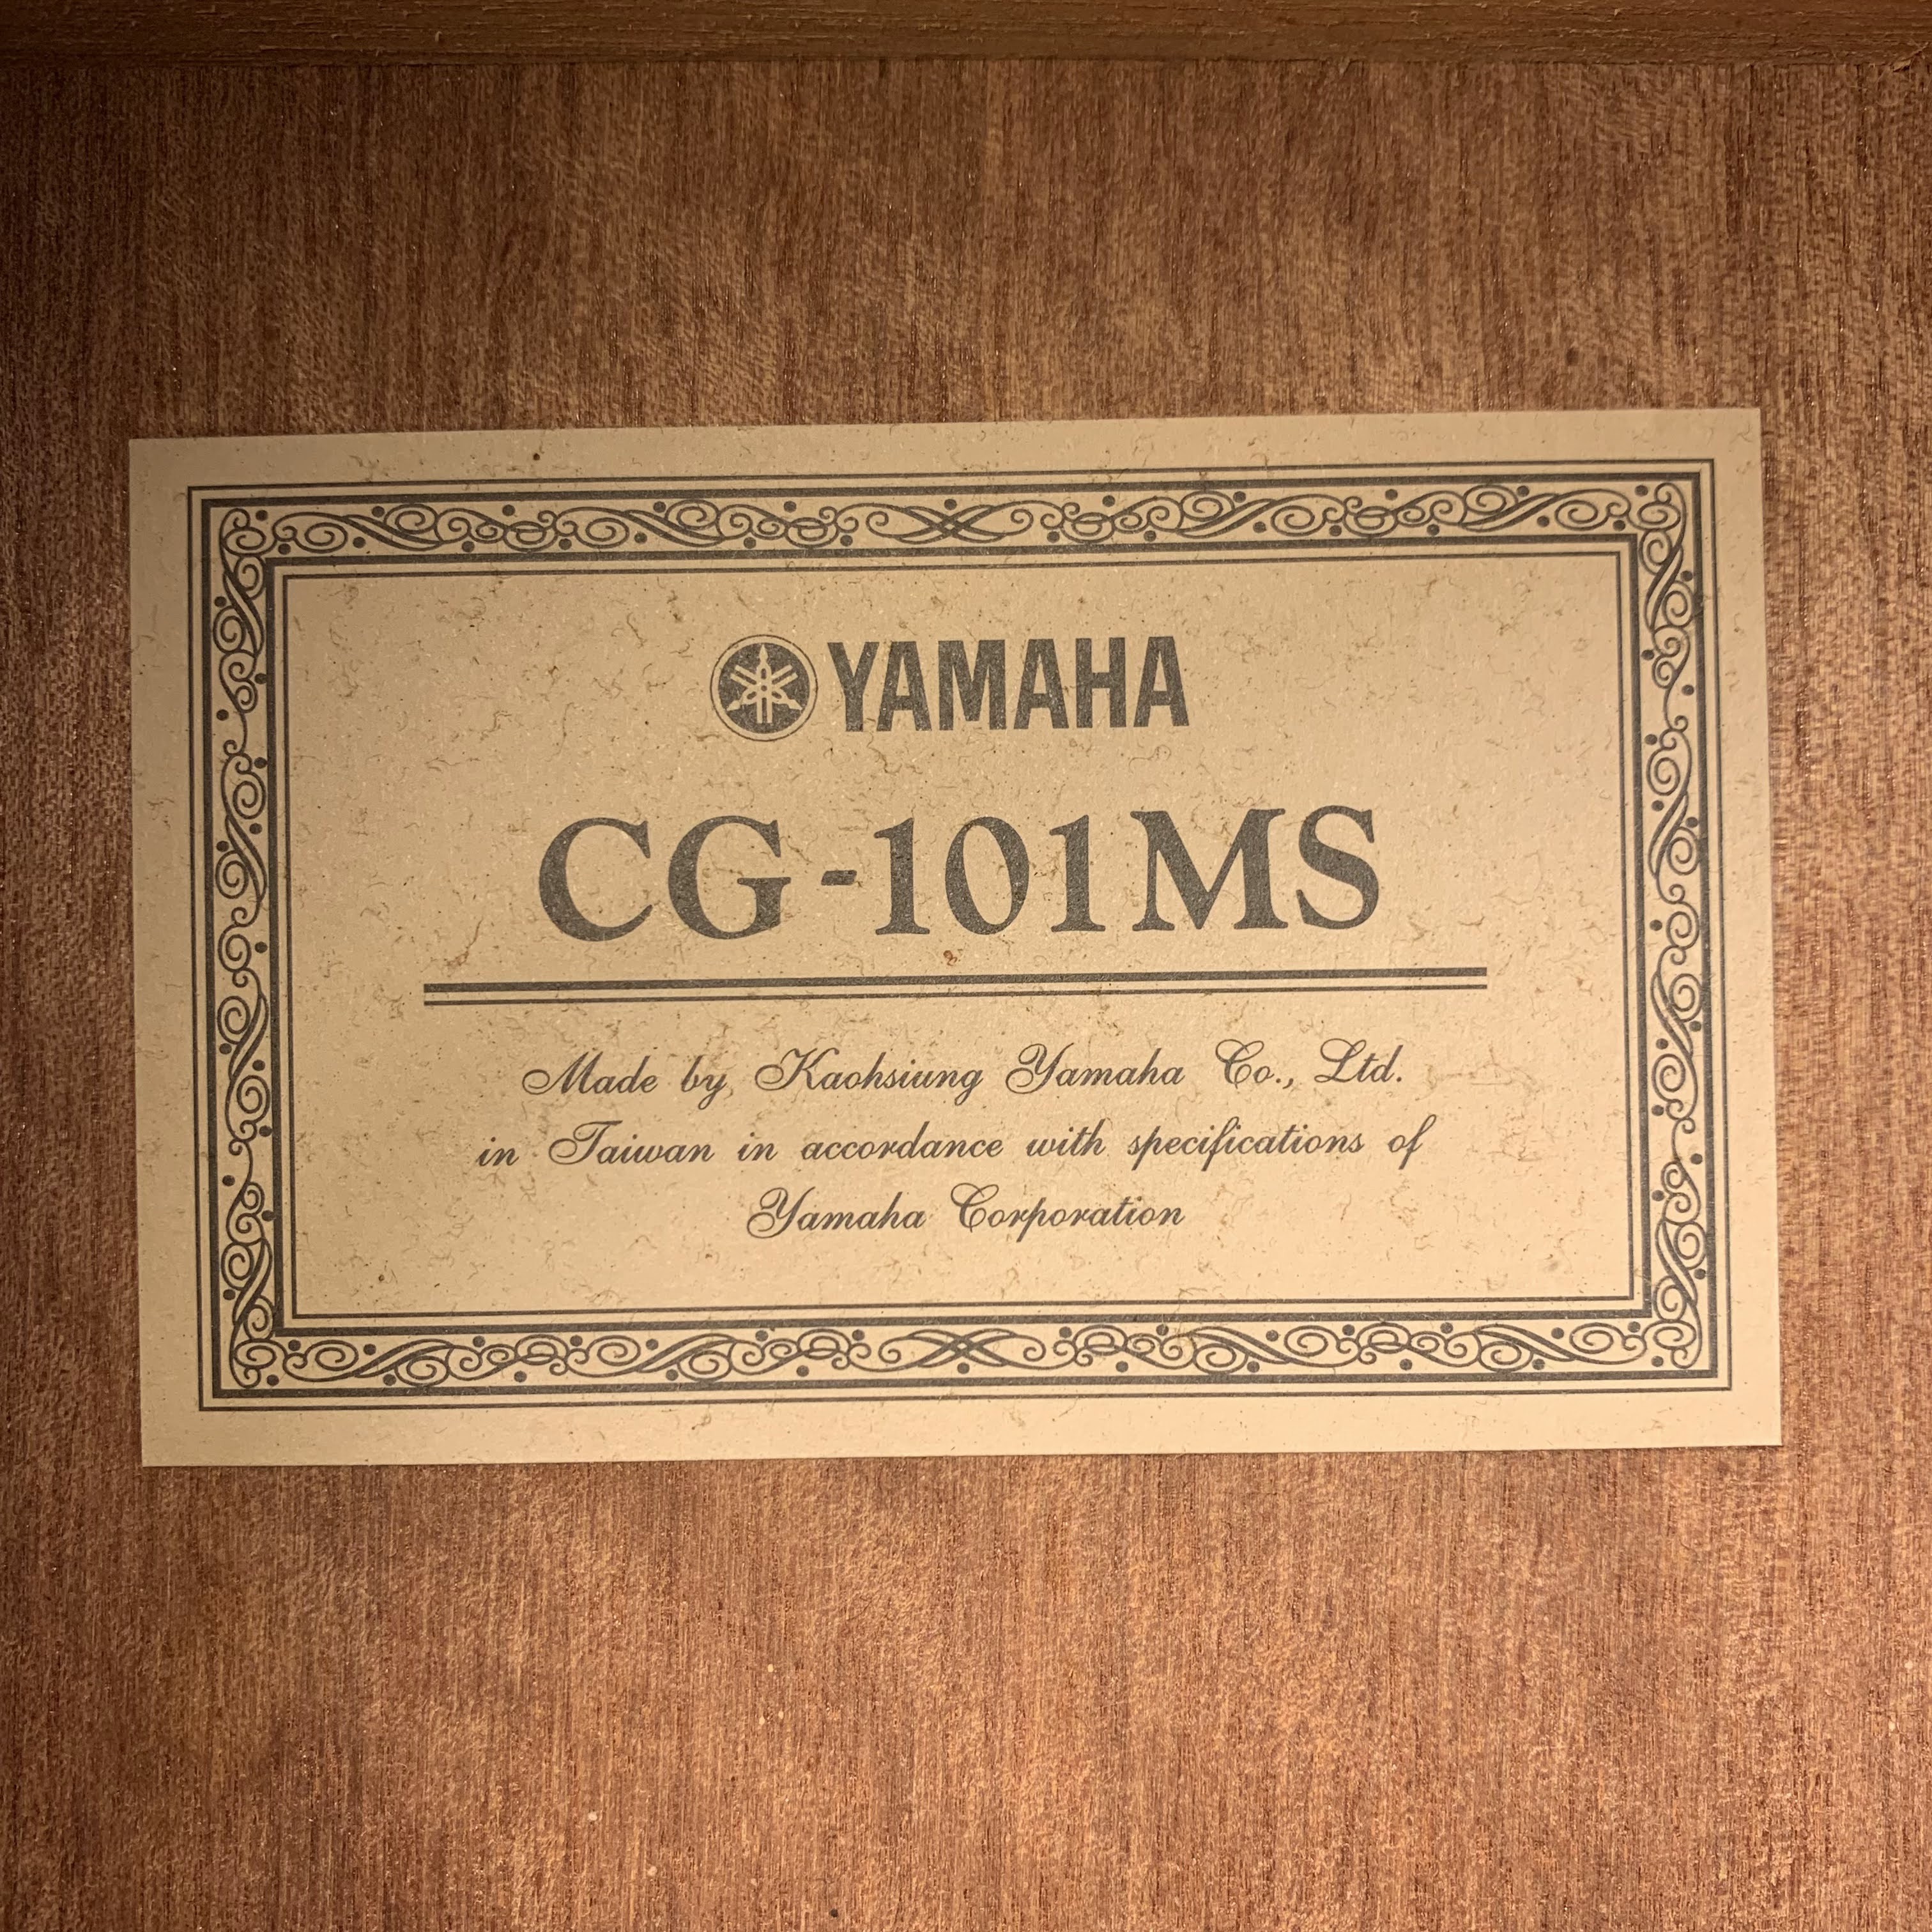 YAMAHA
CG-101MS
Made by Kaohsiung Yamaha Co., Ltd.
in Taiwan in accordance with specifications of
Yamaha Corporation